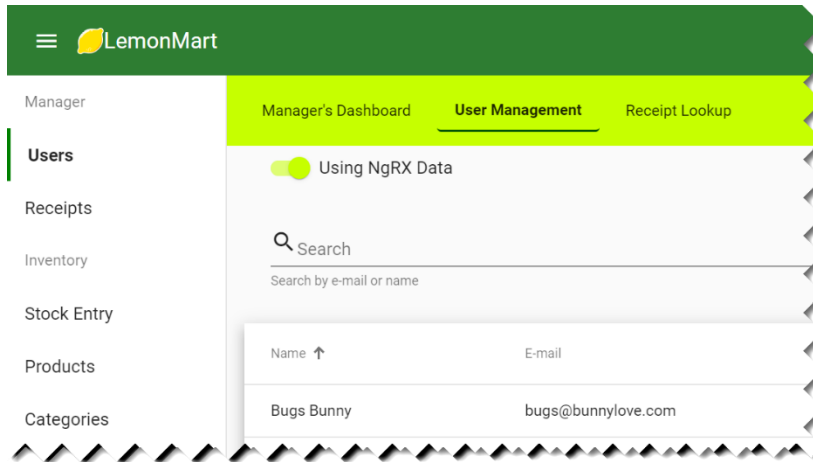 LemonMart
Manager
Users
Receipts
Inventory
Stock Entry
Products
Categories
Manager's Dashboard User Management Receipt Lookup
Using NgRX Data
Search
Search by e-mail or name
Name E-mail
Bugs Bunny bugs@bunnylove.com